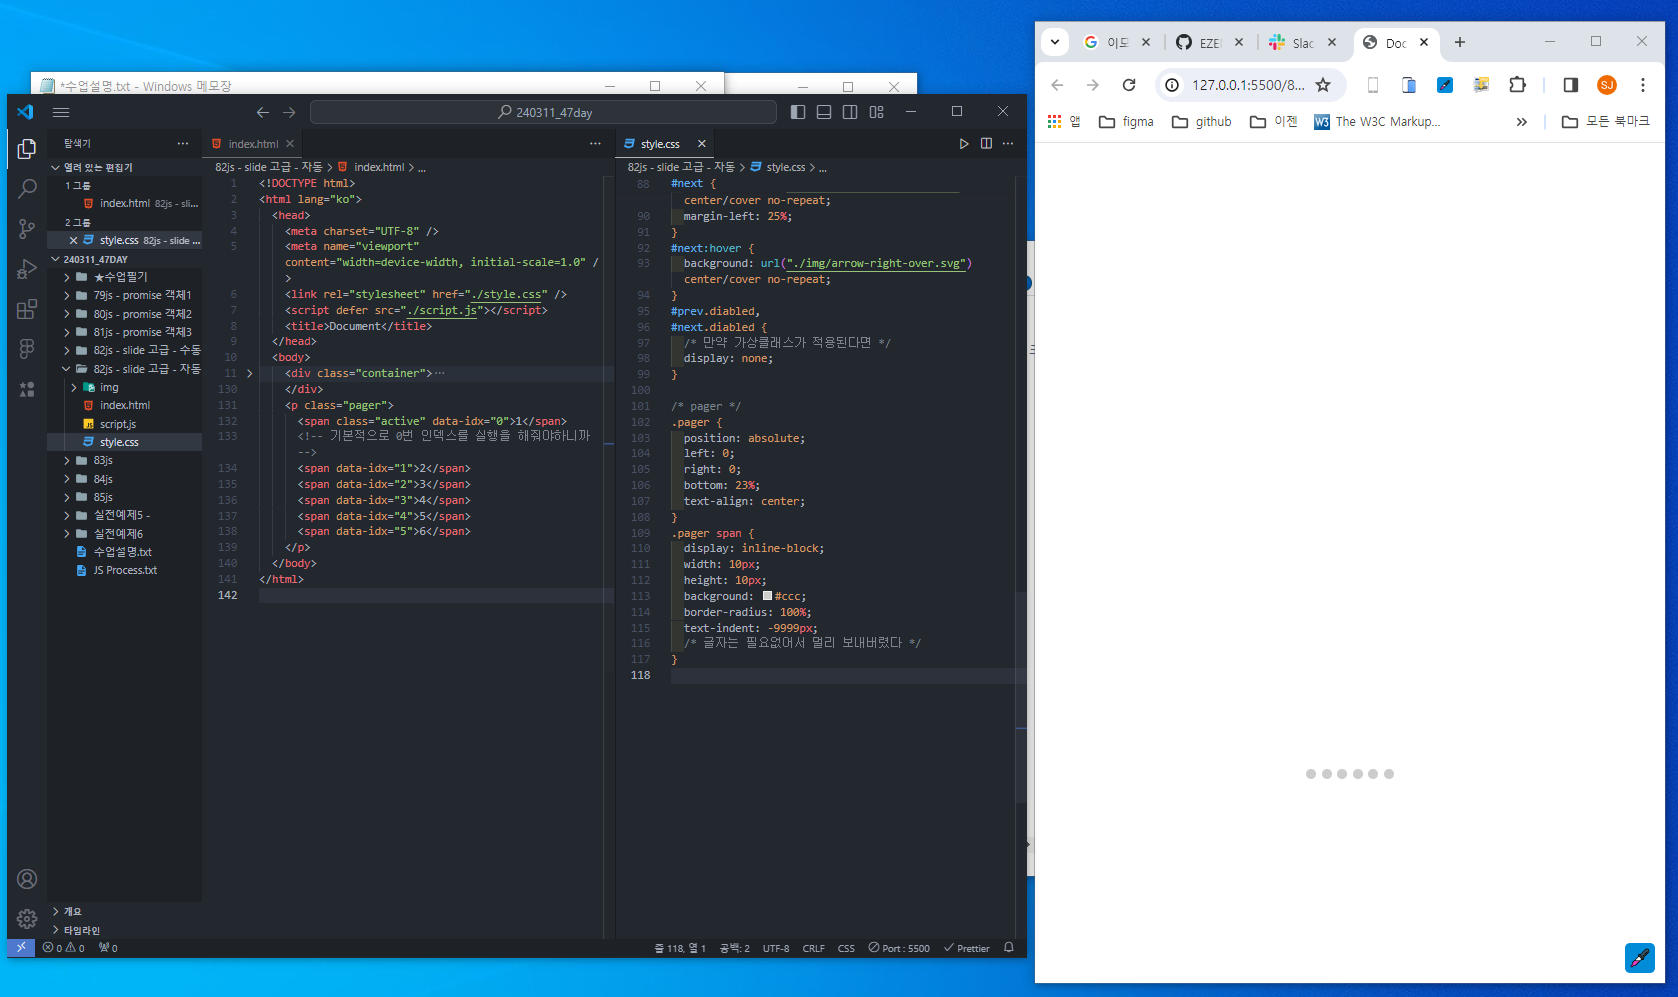 *수업설명.txt - Windows 메모장
240311_47day
탐색기
열려 있는 편집기
1 그룹
index.html 82js - sli...
2 그룹
style.css 82js - slide ...
240311_47DAY
★수업필기
79js - promise 객체1
80js - promise 객체2
81js - promise 객체3
82js - slide 고급 - 수동
82js - slide 고급 - 자동
img
index.html
script.js
style.css
83js
84js
85js
실전예제5 -
실전예제6
수업설명.txt
JS Process.txt
개요
타임라인
index.html
82js - slide 고급 - 자동 > index.html > ...
1 <!DOCTYPE html>
2 <html lang="ko">
3 <head>
4 <meta charset="UTF-8" />
5 <meta name="viewport"
content="width=device-width, initial-scale=1.0" /
>
6 <link rel="stylesheet" href="./style.css" />
7 <script defer src="./script.js"></script>
8 <title>Document</title>
9 </head>
10 <body>
11 <div class="container">···
130 </div>
131 <p class="pager">
132 <span class="active" data-idx="0">1</span>
133 <!-- 기본적으로 0번 인덱스를 실행을 해줘야하니까
-->
134 <span data-idx="1">2</span>
135 <span data-idx="2">3</span>
136 <span data-idx="3">4</span>
137 <span data-idx="4">5</span>
138 <span data-idx="5">6</span>
139 </p>
140 </body>
141 </html>
142
style.css
82js - slide 고급 - 자동 > style.css > ...
88 #next {
center/cover no-repeat;
90 margin-left: 25%;
91 }
92 #next:hover {
93 background: url("./img/arrow-right-over.svg")
center/cover no-repeat;
94 }
95 #prev.diabled,
96 #next.diabled {
97 /* 만약 가상클래스가 적용된다면 */
98 display: none;
99 }
100
101 /* pager */
102 .pager {
103 position: absolute;
104 left: 0;
105 right: 0;
106 bottom: 23%;
107 text-align: center;
108 }
109 .pager span {
110 display: inline-block;
111 width: 10px;
112 height: 10px;
113 background: #ccc;
114 border-radius: 100%;
115 text-indent: -9999px;
116 /* 글자는 필요없어서 멀리 보내버렸다 */
117 }
118
0 0 0
줄 118, 열 1 공백: 2 UTF-8 CRLF CSS Port : 5500 Prettier
이모 EZE Slac Doc
127.0.0.1:5500/8... SJ
앱 figma github 이젠 W3 The W3C Markup... » 모든 북마크